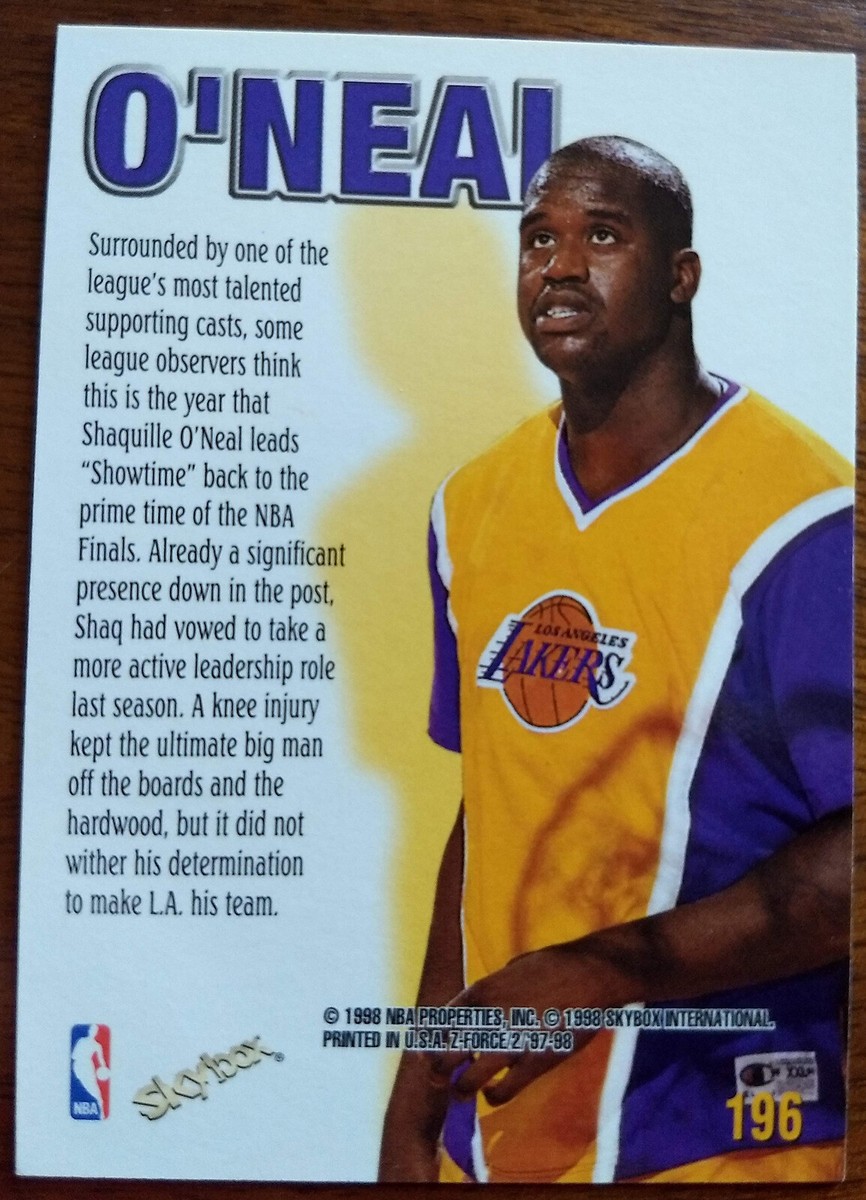 O'NEAL
Surrounded by one of the
league's most talented
supporting casts, some
league observers think
this is the year that
Shaquille O'Neal leads
“Showtime” back to the
prime time of the NBA
Finals. Already a significant
presence down in the post,
Shaq had vowed to take a
more active leadership role
last season. A knee injury
kept the ultimate big man
off the boards and the
hardwood, but it did not
wither his determination
to make L.A. his team.
LOS ANGELES
LAKERS
© 1998 NBA PROPERTIES, INC. © 1998 SKYBOX INTERNATIONAL.
PRINTED IN U.S.A. Z-FORCE/2 '97-98
NBA
Skybox®
XXL
196